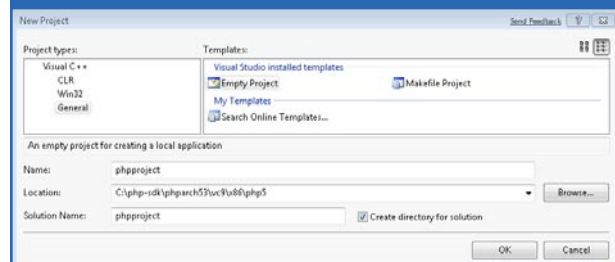 New Project
Send Feedback
Project types:
Templates:
Visual C++
CLR
Win32
General
Visual Studio installed templates
Empty Project
Makefile Project
My Templates
Search Online Templates...
An empty project for creating a local application
Name:
phpproject
Location:
C:\php-sdk\phparch53\vc9\x86\php5
Browse...
Solution Name:
phpproject
Create directory for solution
OK
Cancel